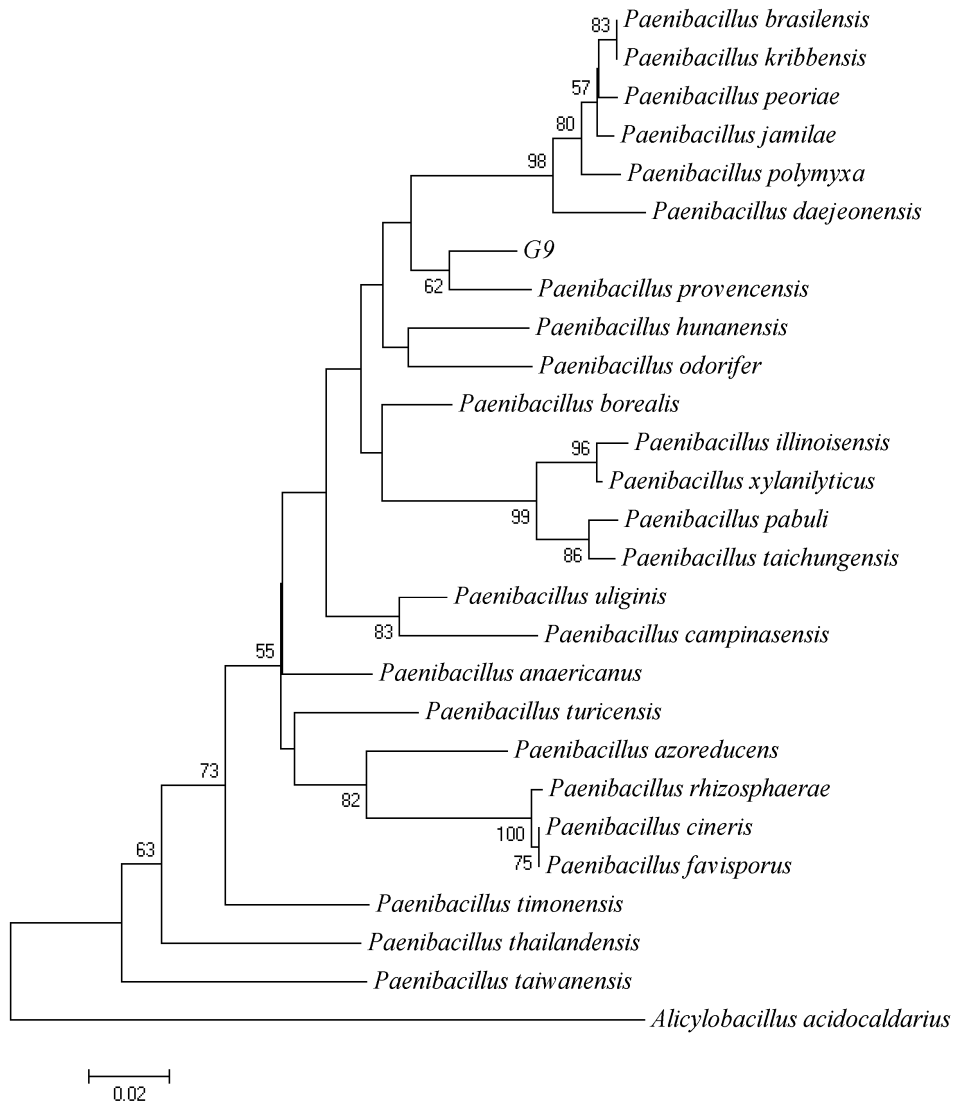 Paenibacillus brasilensis
83
Paenibacillus kribbensis
57
Paenibacillus peoriae
80
Paenibacillus jamilae
98
Paenibacillus polymyxa
Paenibacillus daejeonensis
G9
62
Paenibacillus provencensis
Paenibacillus hunanensis
Paenibacillus odorifer
Paenibacillus borealis
96
Paenibacillus illinoisensis
Paenibacillus xylanilyticus
99
Paenibacillus pabuli
86
Paenibacillus taichungensis
Paenibacillus uliginis
83
Paenibacillus campinasensis
55
Paenibacillus anaericanus
Paenibacillus turicensis
Paenibacillus azoreducens
73
82
Paenibacillus rhizosphaerae
100
Paenibacillus cineris
63
75
Paenibacillus favisporus
Paenibacillus timonensis
Paenibacillus thailandensis
Paenibacillus taiwanensis
Alicylobacillus acidocaldarius
0.02